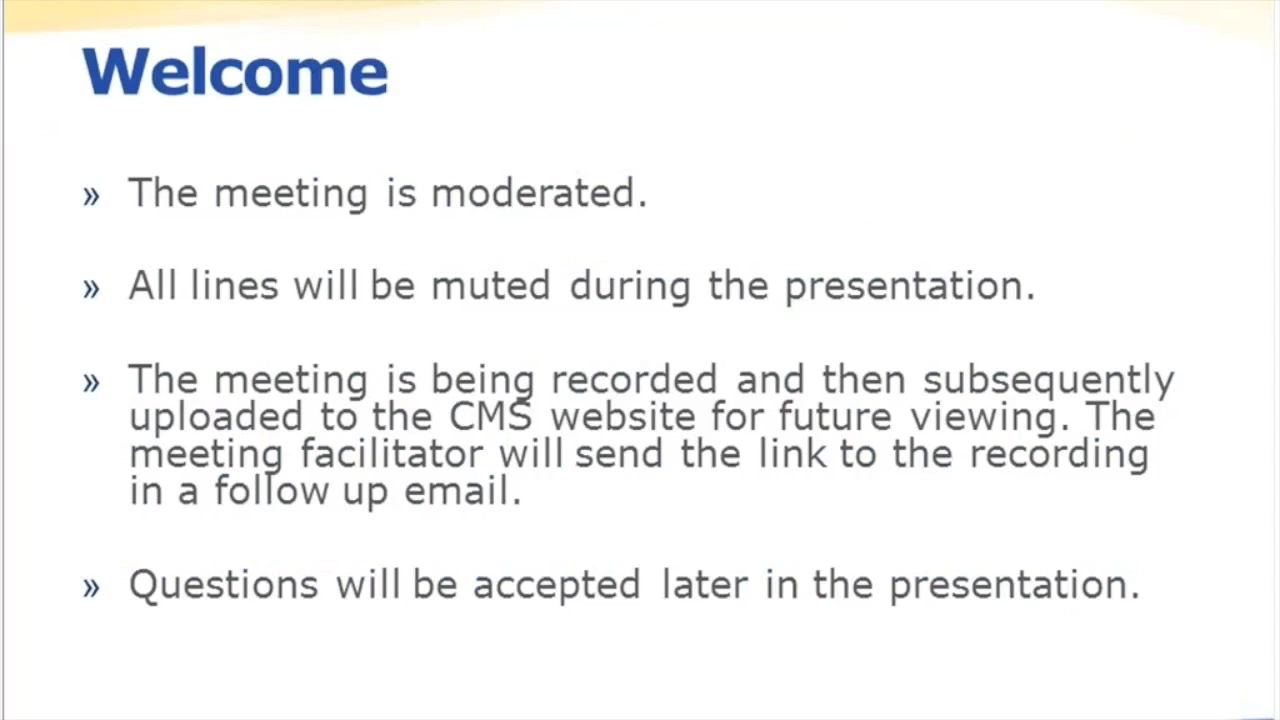 Welcome
» The meeting is moderated.
» All lines will be muted during the presentation.
» The meeting is being recorded and then subsequently
uploaded to the CMS website for future viewing. The
meeting facilitator will send the link to the recording
in a follow up email.
» Questions will be accepted later in the presentation.